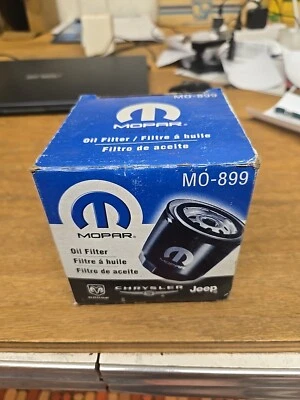 MO-899
MOPAR
Oil Filter / Filtre à huile
Filtro de aceite
MO-899
MOPAR
Oil Filter
Filtre à huile
Filtro de aceite
DODGE CHRYSLER Jeep